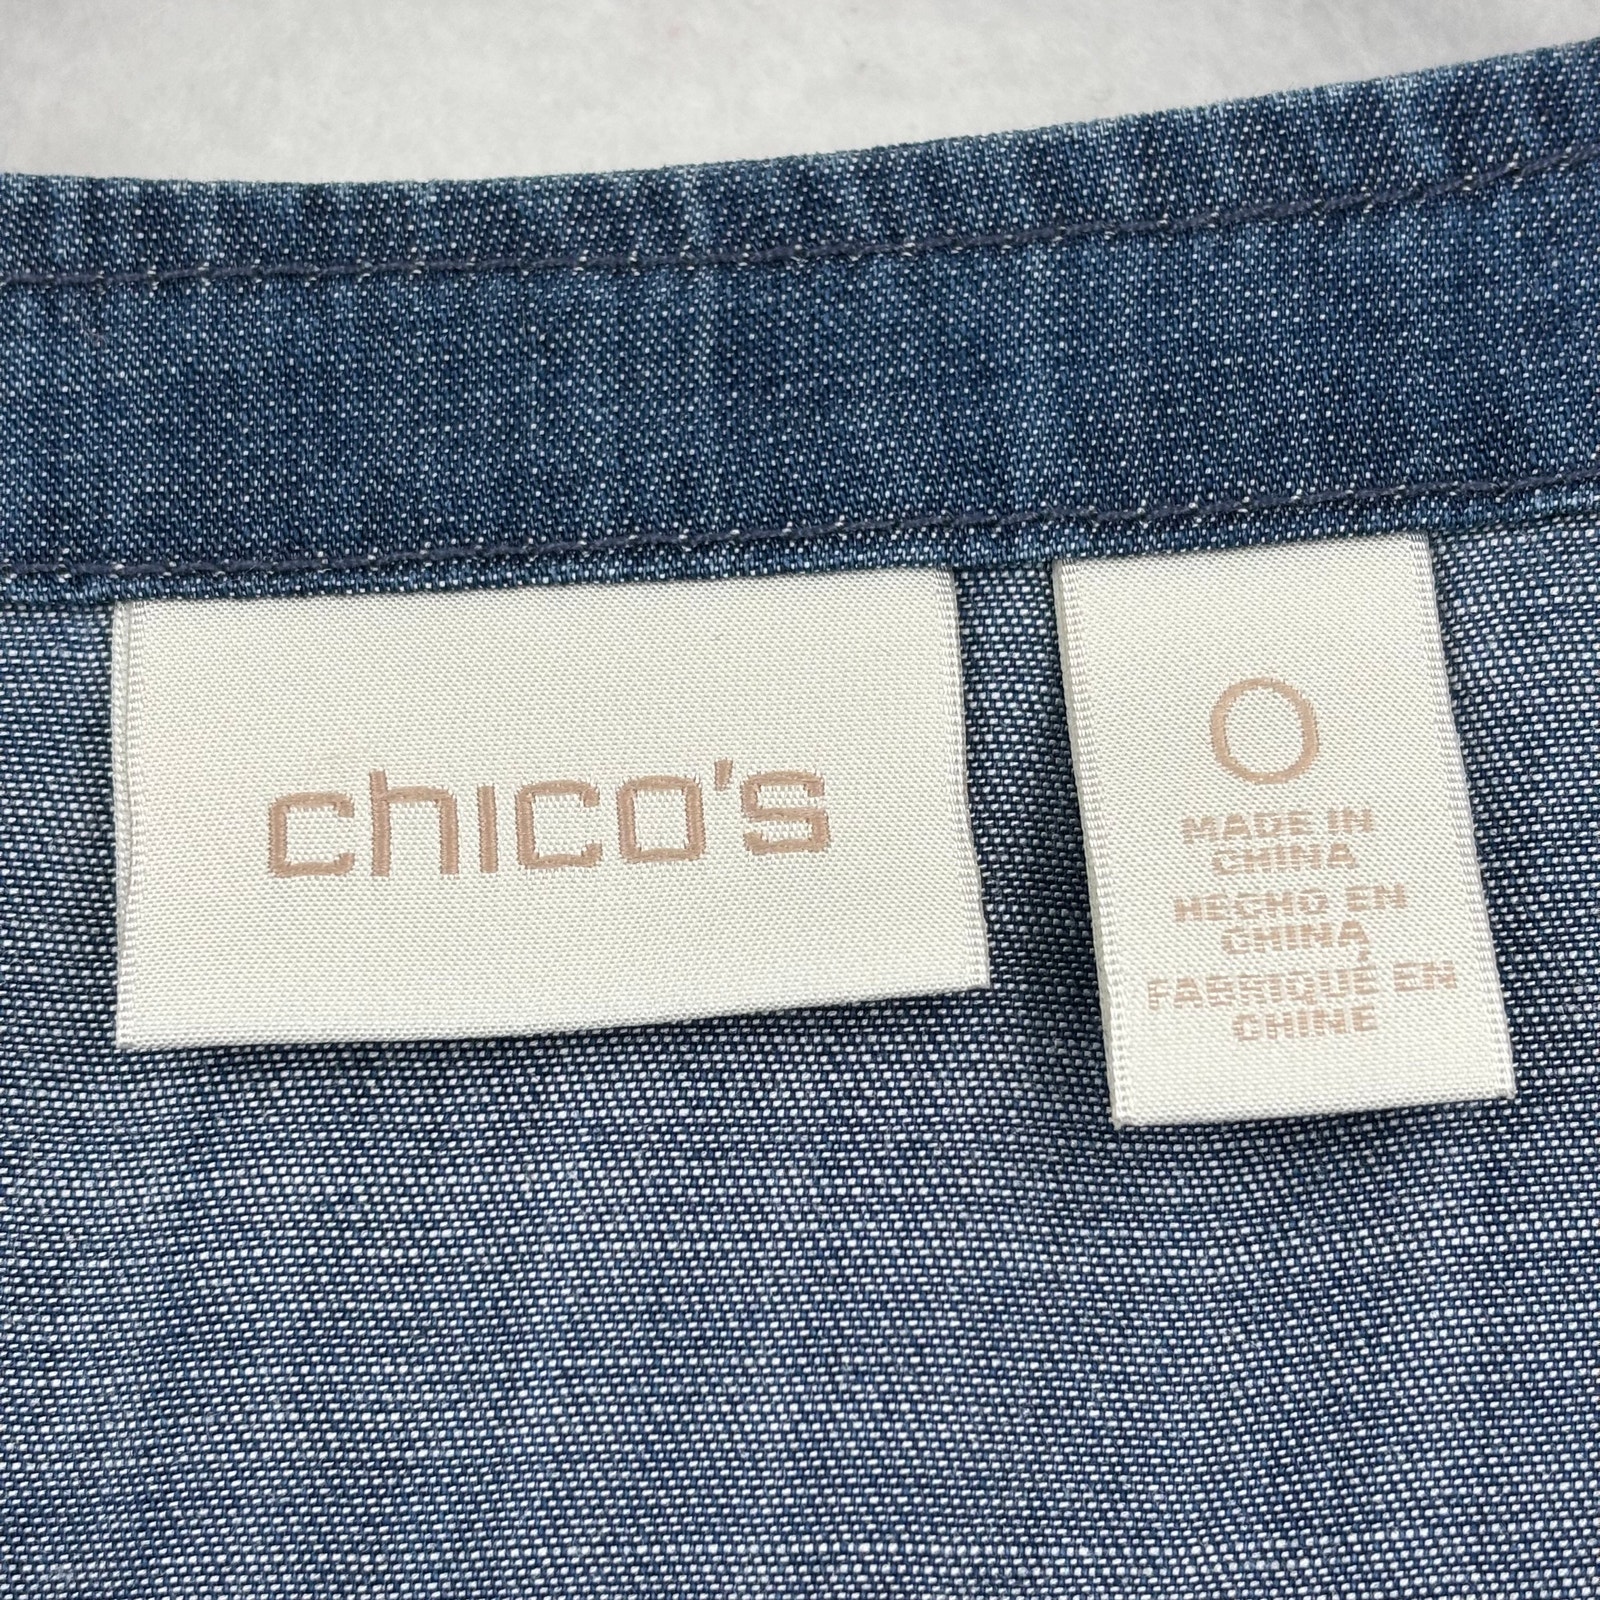 chico's
0
MADE IN
CHINA
HECHO EN
CHINA
FABRIQUÉ EN
CHINE